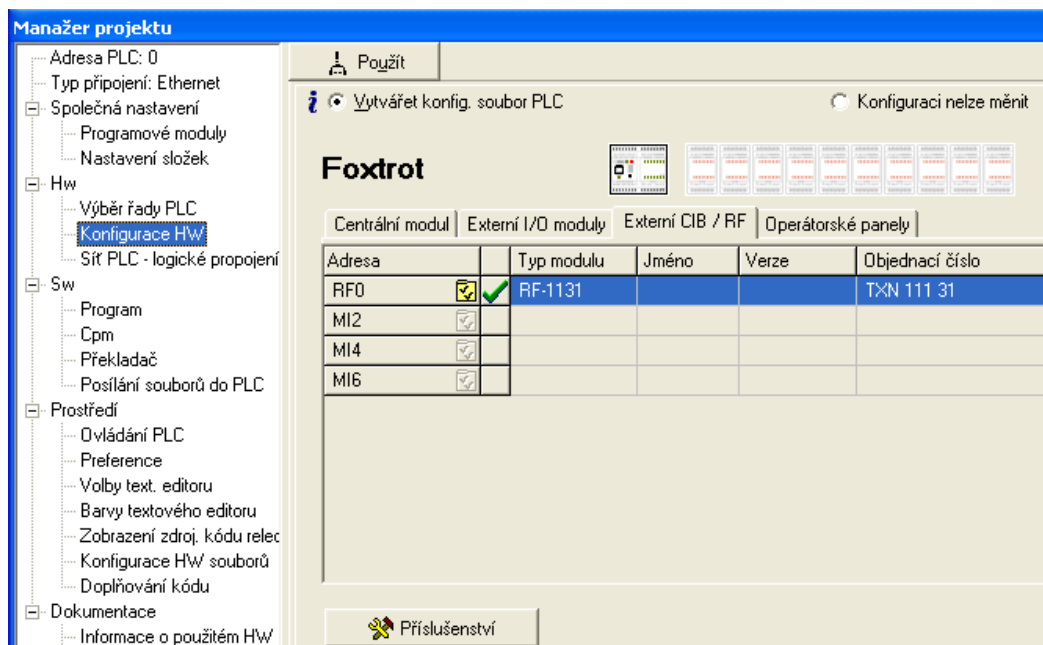 Manažer projektu
Adresa PLC: 0
Typ připojení: Ethernet
Společná nastavení
Programové moduly
Nastavení složek
Hw
Výběr řady PLC
Konfigurace HW
Síť PLC - logické propojení
Sw
Program
Cpm
Překladač
Posílání souborů do PLC
Prostředí
Ovládání PLC
Preference
Volby text. editoru
Barvy textového editoru
Zobrazení zdroj. kódu relec
Konfigurace HW souborů
Doplňování kódu
Dokumentace
Informace o použitém HW
Použít
Vytvářet konfig. soubor PLC
Konfiguraci nelze měnit
Foxtrot
Centrální modul
Externí I/O moduly
Externí CIB / RF
Operátorské panely
Adresa Typ modulu Jméno Verze Objednací číslo
RF0 RF-1131 TXN 111 31
MI2
MI4
MI6
Příslušenství